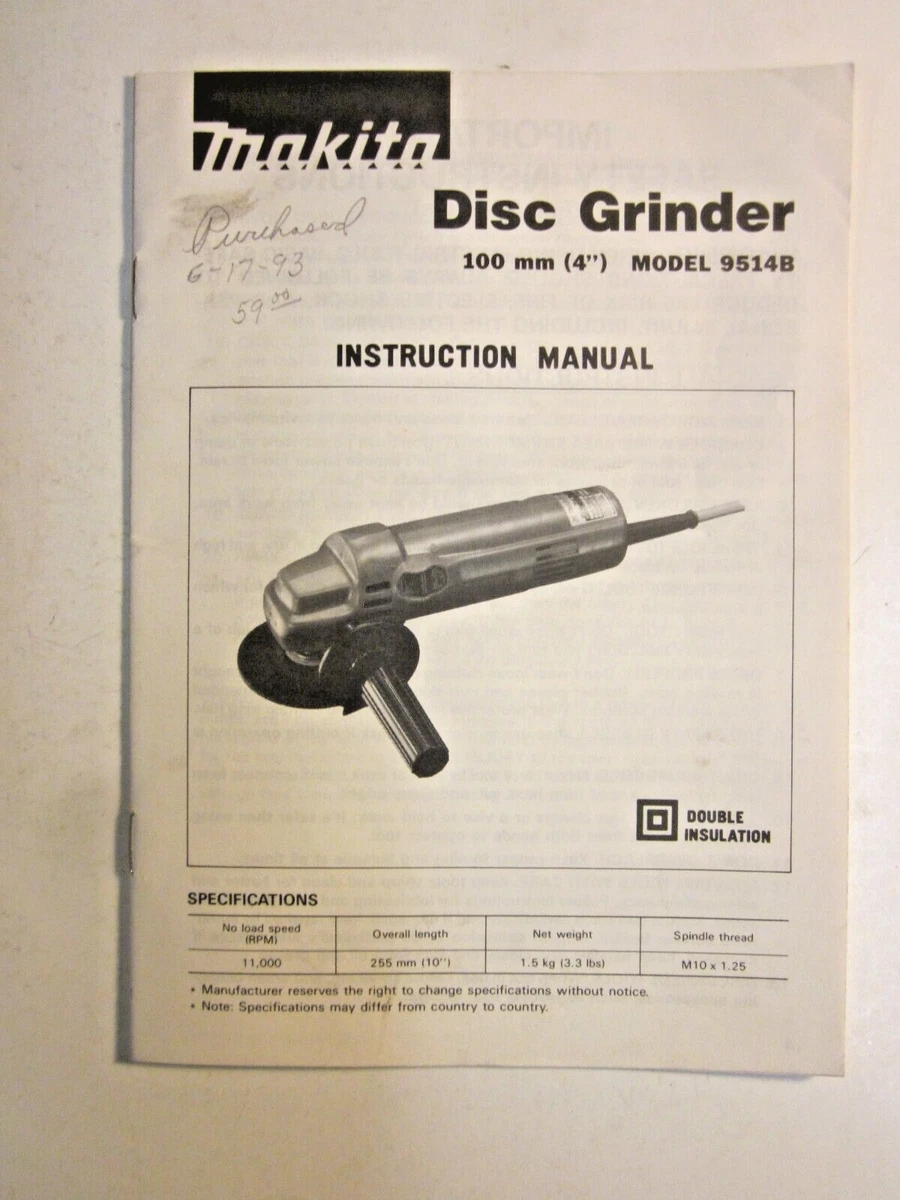 makita
Disc Grinder
100 mm (4") MODEL 9514B
Purchased
6-17-93
59 00
INSTRUCTION MANUAL
DOUBLE
INSULATION
SPECIFICATIONS
No load speed (RPM) Overall length Net weight Spindle thread
11,000 255 mm (10") 1.5 kg (3.3 lbs) M10 x 1.25
• Manufacturer reserves the right to change specifications without notice.
• Note: Specifications may differ from country to country.